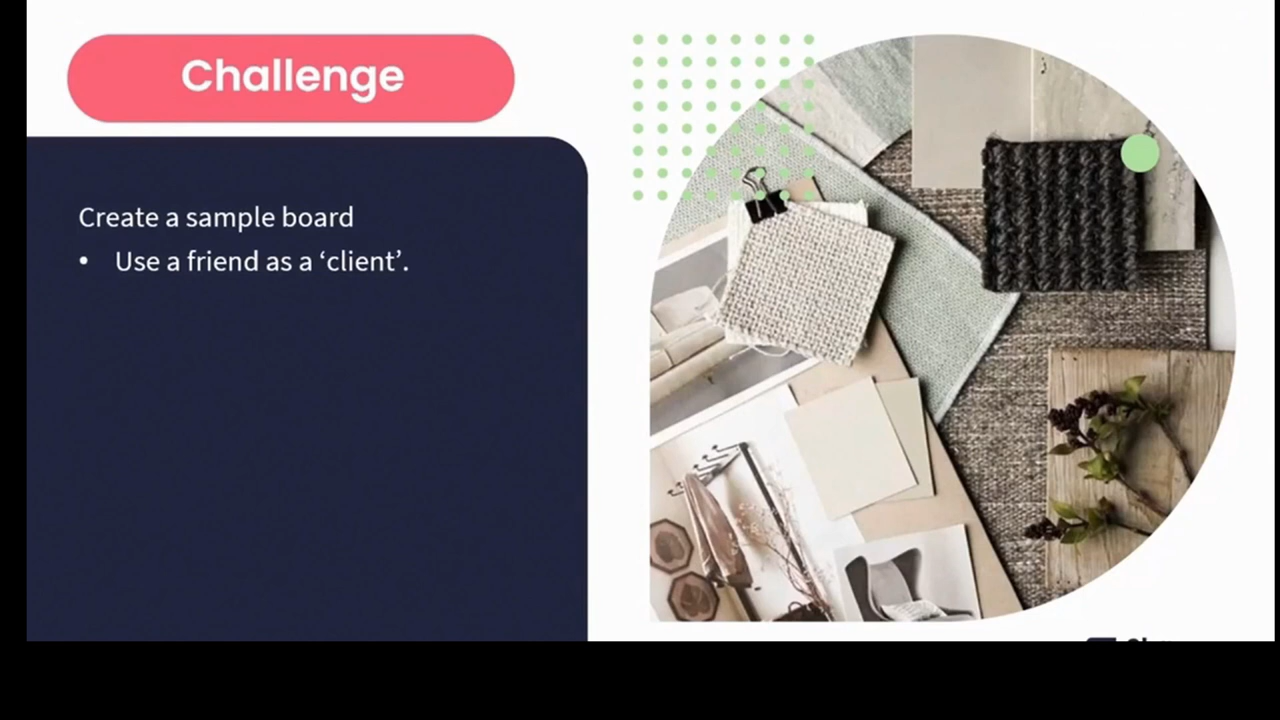 Challenge
Create a sample board
• Use a friend as a ‘client’.